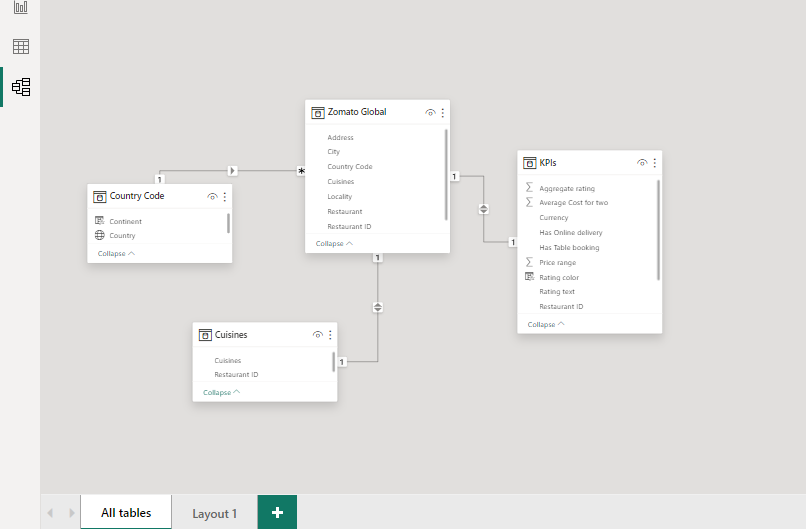 Zomato Global
Address
City
Country Code
Cuisines
Locality
Restaurant
Restaurant ID
Collapse
1
*
1
1
1
1
KPIs
Aggregate rating
Average Cost for two
Currency
Has Online delivery
Has Table booking
Price range
Rating color
Rating text
Restaurant ID
Collapse
Country Code
Continent
Country
Collapse
Cuisines
Cuisines
Restaurant ID
Collapse
All tables
Layout 1
+